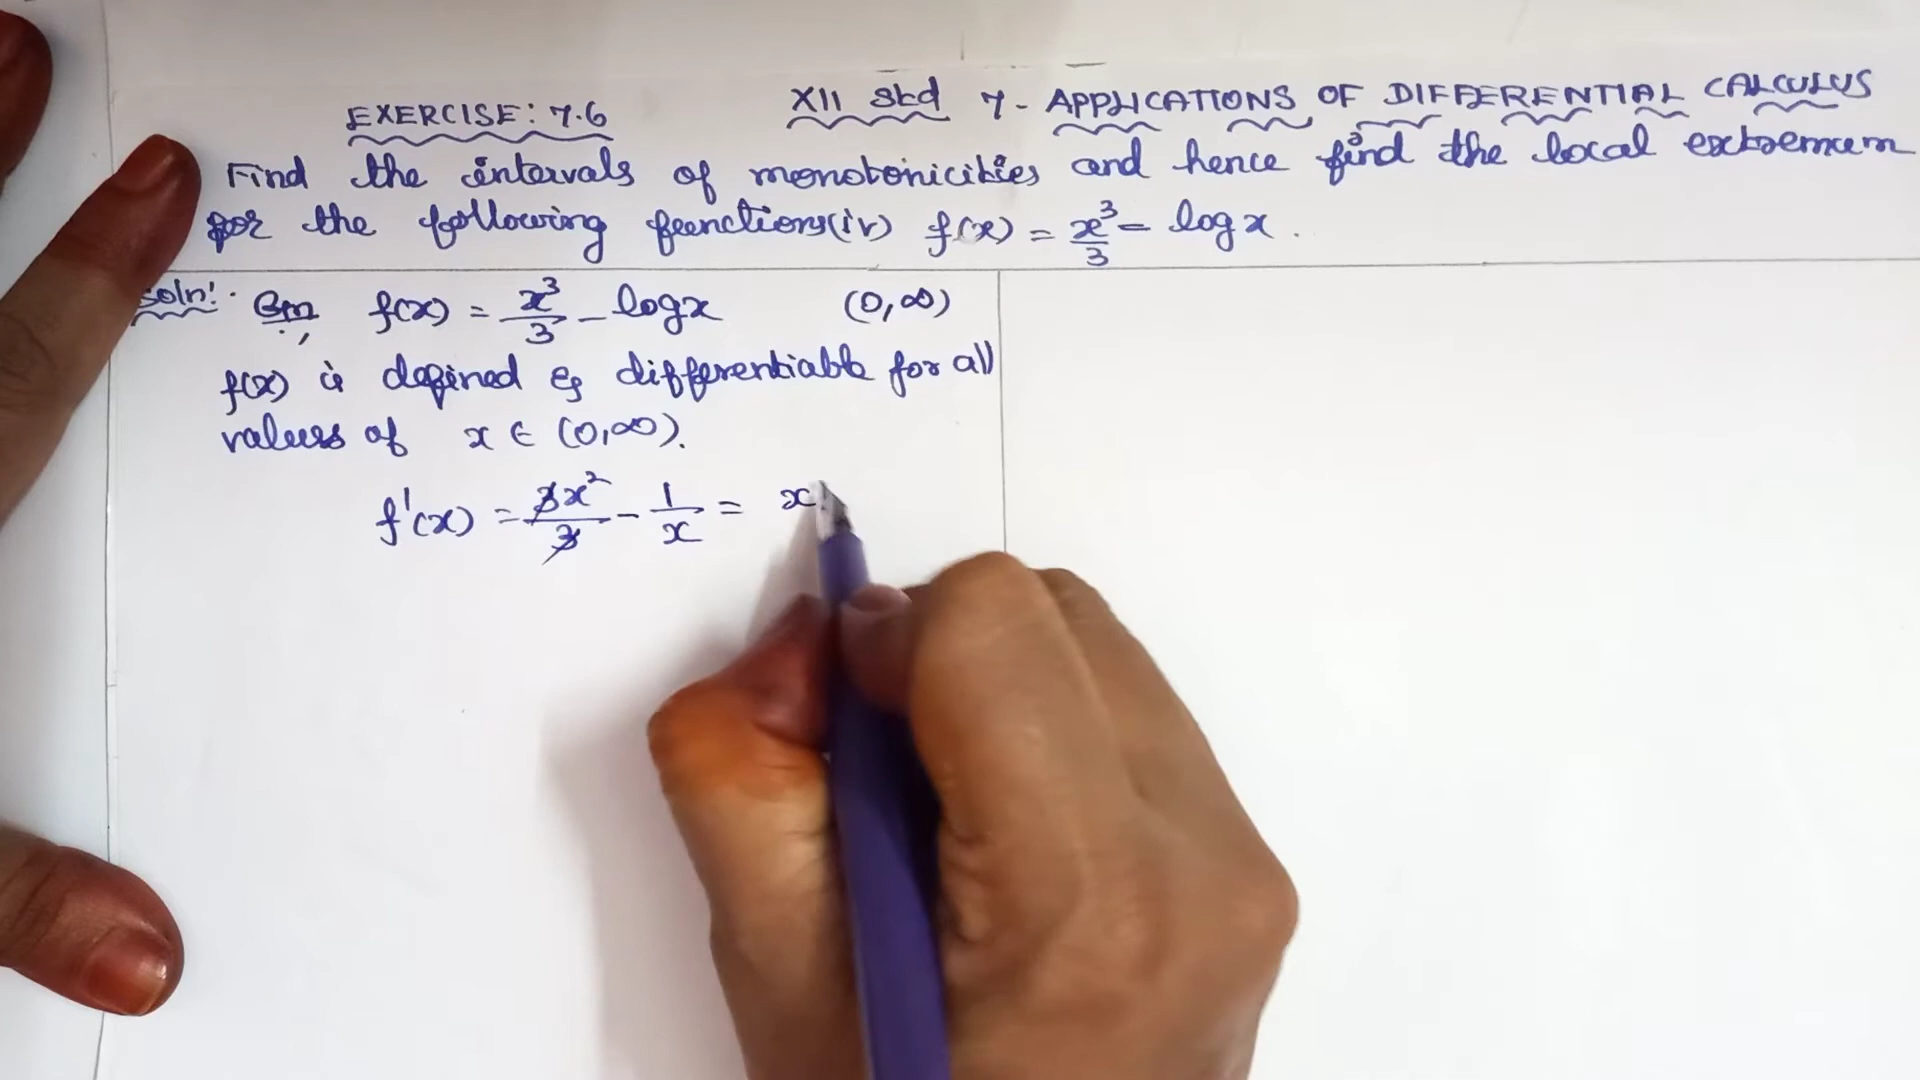 EXERCISE: 7.6 XII Std 7- APPLICATIONS OF DIFFERENTIAL CALCULUS
Find the intervals of monotonicities and hence find the local extremum
for the following functions(iv) f(x) = x³/3 - log x .
Soln: Gn., f(x) = x³/3 - log x (0,∞)
f(x) is defined & differentiable for all
values of x ∈ (0,∞).
f'(x) = 3x²/3 - 1/x = x